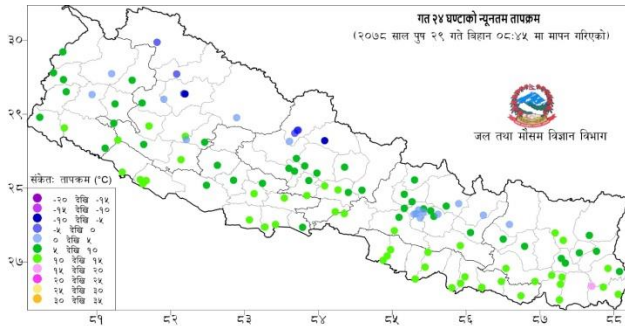 गत २४ घण्टाको न्यूनतम तापक्रम
(२०७८ साल पुष २९ गते बिहान ०८:४५ मा मापन गरिएको)
जल तथा मौसम विज्ञान विभाग
३०
२९
२८
२७
संकेतः तापक्रम (°C)
-२० देखि -१५
-१५ देखि -१०
-१० देखि -५
-५ देखि ०
० देखि ५
५ देखि १०
१० देखि १५
१५ देखि २०
२० देखि २५
२५ देखि ३०
३० देखि ३५
८१ ८२ ८३ ८४ ८५ ८६ ८७ ८८